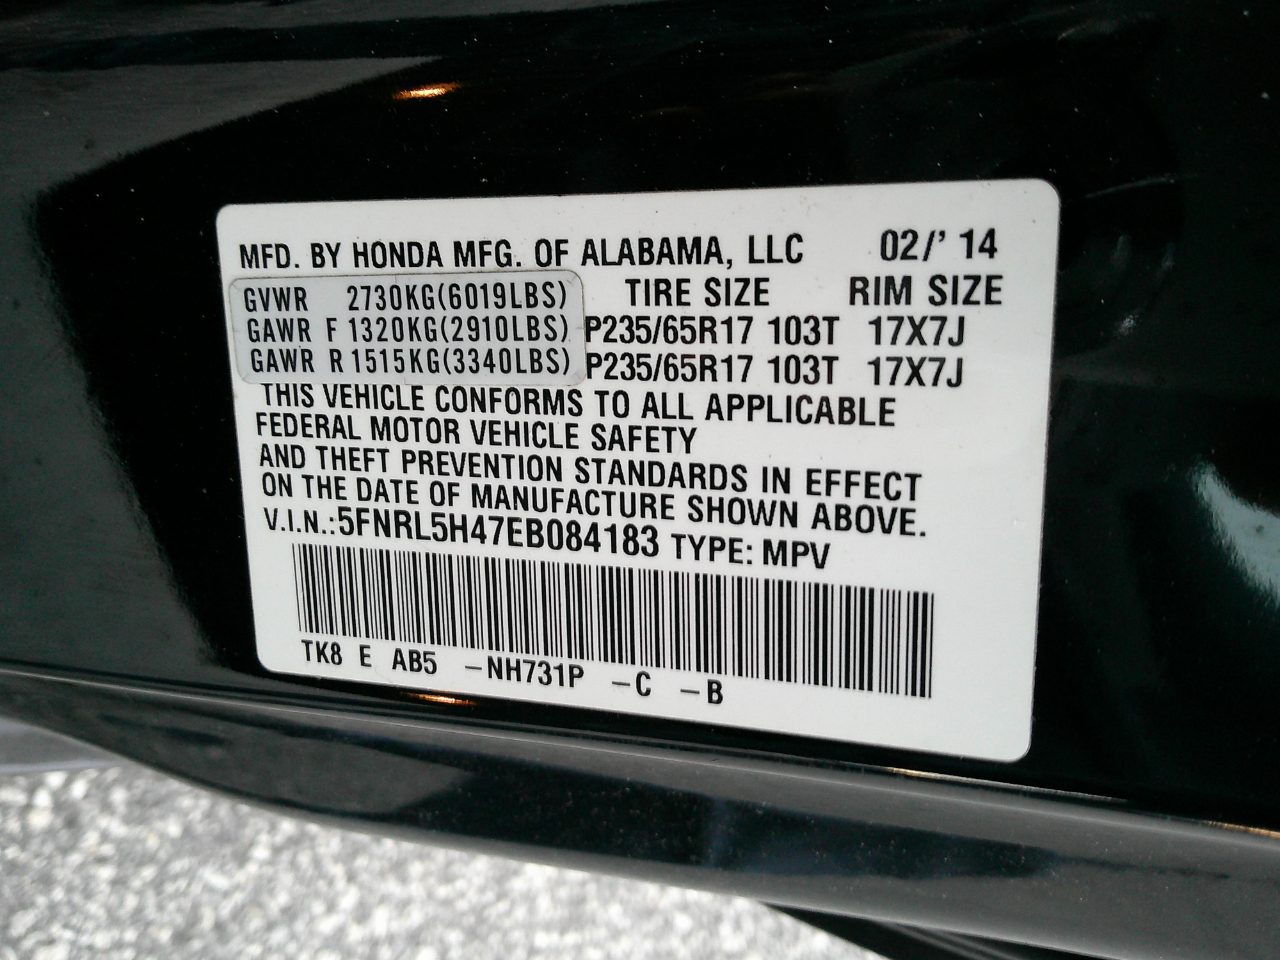 MFD. BY HONDA MFG. OF ALABAMA, LLC 02/' 14
GVWR 2730KG(6019LBS) TIRE SIZE RIM SIZE
GAWR F 1320KG(2910LBS) P235/65R17 103T 17X7J
GAWR R 1515KG(3340LBS) P235/65R17 103T 17X7J
THIS VEHICLE CONFORMS TO ALL APPLICABLE
FEDERAL MOTOR VEHICLE SAFETY
AND THEFT PREVENTION STANDARDS IN EFFECT
ON THE DATE OF MANUFACTURE SHOWN ABOVE.
V.I.N.:5FNRL5H47EB084183 TYPE: MPV
TK8 E AB5 -NH731P -C -B